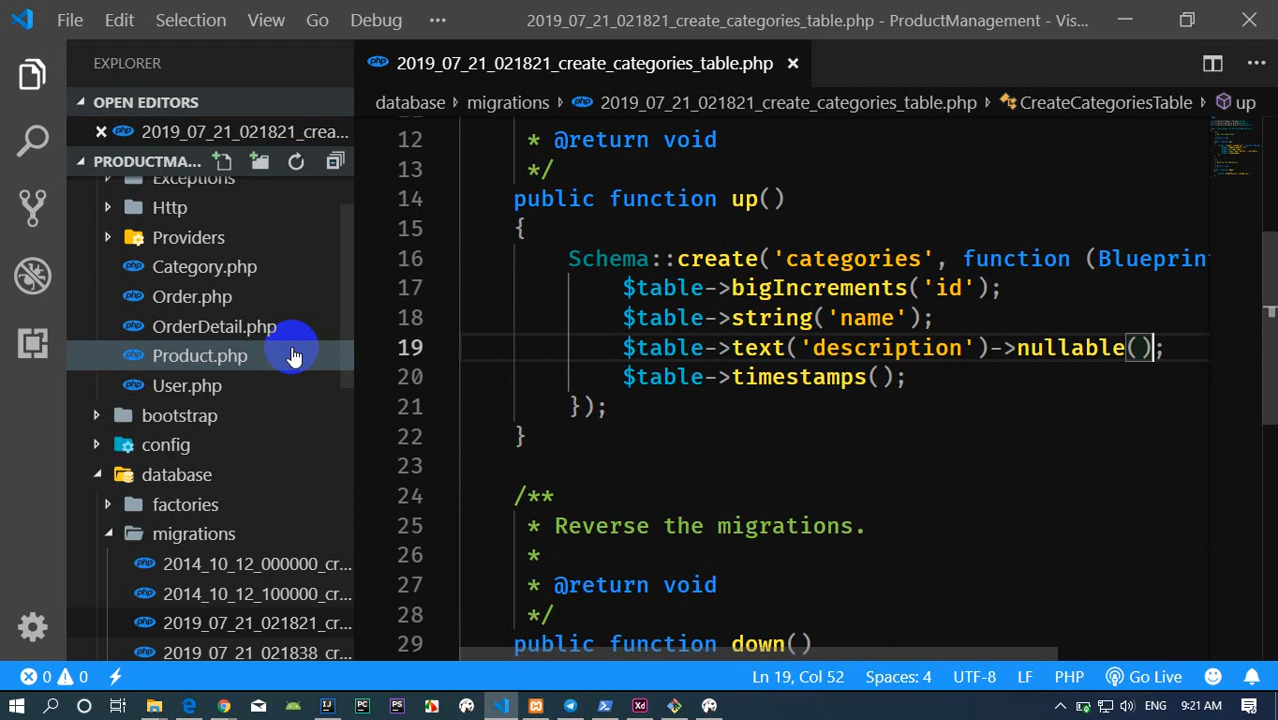 File Edit Selection View Go Debug ··· 2019_07_21_021821_create_categories_table.php - ProductManagement - Vis...
EXPLORER
OPEN EDITORS
2019_07_21_021821_crea...
PRODUCTMA...
Exceptions
Http
Providers
Category.php
Order.php
OrderDetail.php
Product.php
User.php
bootstrap
config
database
factories
migrations
2014_10_12_000000_cr...
2014_10_12_100000_cr...
2019_07_21_021821_cr...
2019_07_21_021838_cr...
2019_07_21_021821_create_categories_table.php
database > migrations > 2019_07_21_021821_create_categories_table.php > CreateCategoriesTable > up
12 * @return void
13 */
14 public function up()
15 {
16 Schema::create('categories', function (Blueprin
17 $table->bigIncrements('id');
18 $table->string('name');
19 $table->text('description')->nullable();
20 $table->timestamps();
21 });
22 }
23
24 /**
25 * Reverse the migrations.
26 *
27 * @return void
28 */
29 public function down()
0 0 Ln 19, Col 52 Spaces: 4 UTF-8 LF PHP Go Live
ENG 9:21 AM